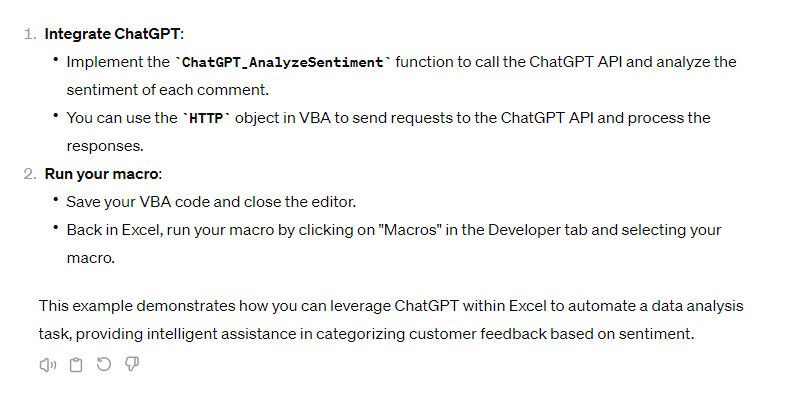 1. Integrate ChatGPT:
• Implement the `ChatGPT_AnalyzeSentiment` function to call the ChatGPT API and analyze the
sentiment of each comment.
• You can use the `HTTP` object in VBA to send requests to the ChatGPT API and process the
responses.
2. Run your macro:
• Save your VBA code and close the editor.
• Back in Excel, run your macro by clicking on "Macros" in the Developer tab and selecting your
macro.
This example demonstrates how you can leverage ChatGPT within Excel to automate a data analysis
task, providing intelligent assistance in categorizing customer feedback based on sentiment.